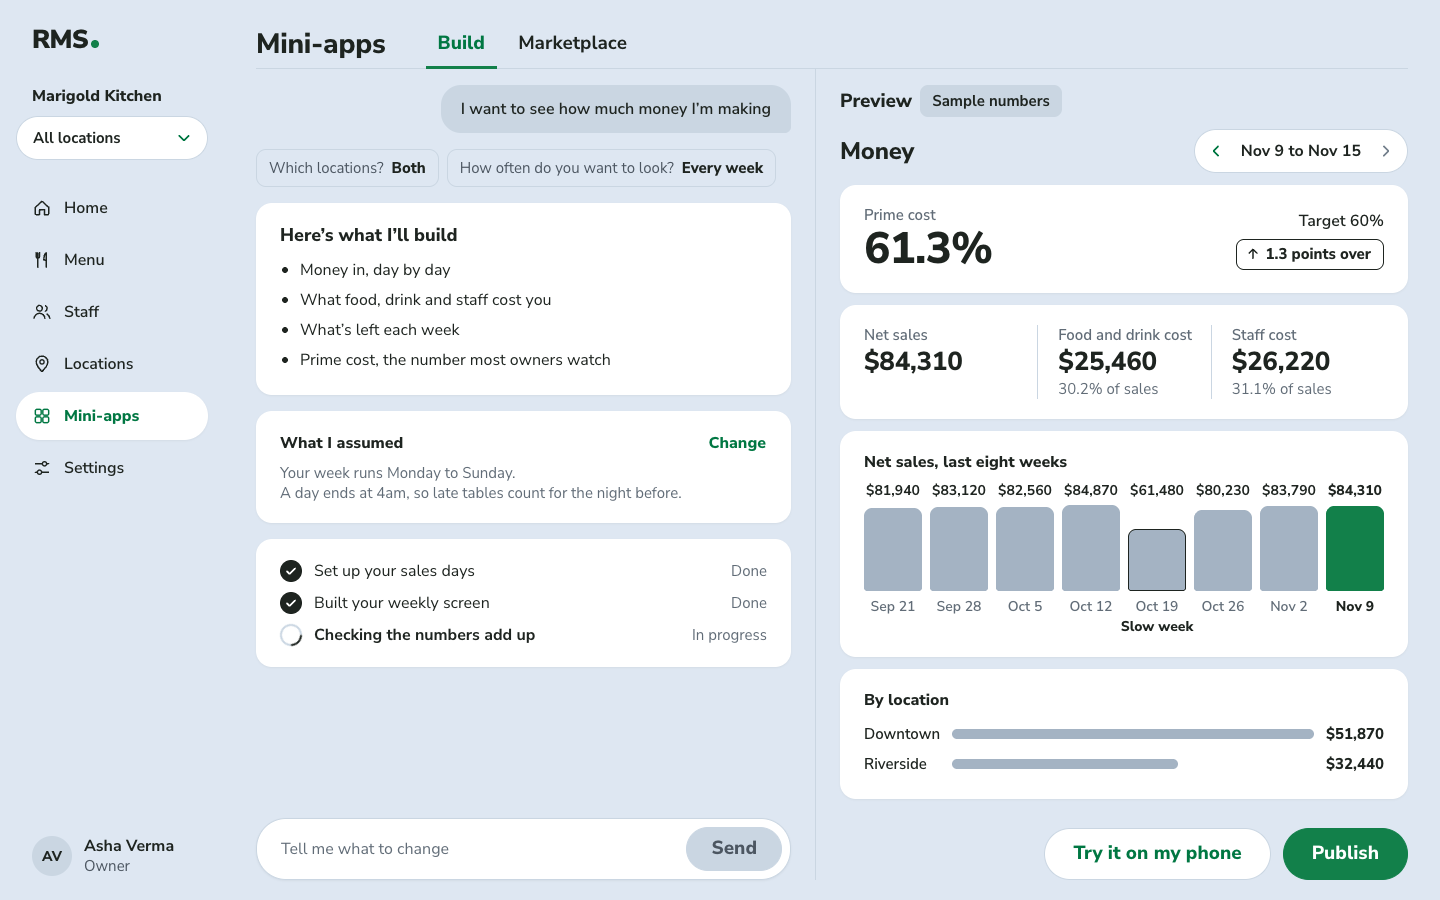 RMS.
Marigold Kitchen
All locations
Home
Menu
Staff
Locations
Mini-apps
Settings
AV
Asha Verma
Owner
Mini-apps
Build
Marketplace
I want to see how much money I’m making
Which locations? Both
How often do you want to look? Every week
Here’s what I’ll build
• Money in, day by day
• What food, drink and staff cost you
• What’s left each week
• Prime cost, the number most owners watch
What I assumed
Change
Your week runs Monday to Sunday.
A day ends at 4am, so late tables count for the night before.
Set up your sales days Done
Built your weekly screen Done
Checking the numbers add up In progress
Tell me what to change
Send
Preview
Sample numbers
Money
Nov 9 to Nov 15
Prime cost
61.3%
Target 60%
↑ 1.3 points over
Net sales
$84,310
Food and drink cost
$25,460
30.2% of sales
Staff cost
$26,220
31.1% of sales
Net sales, last eight weeks
$81,940 $83,120 $82,560 $84,870 $61,480 $80,230 $83,790 $84,310
Sep 21 Sep 28 Oct 5 Oct 12 Oct 19 Oct 26 Nov 2 Nov 9
Slow week
By location
Downtown $51,870
Riverside $32,440
Try it on my phone
Publish